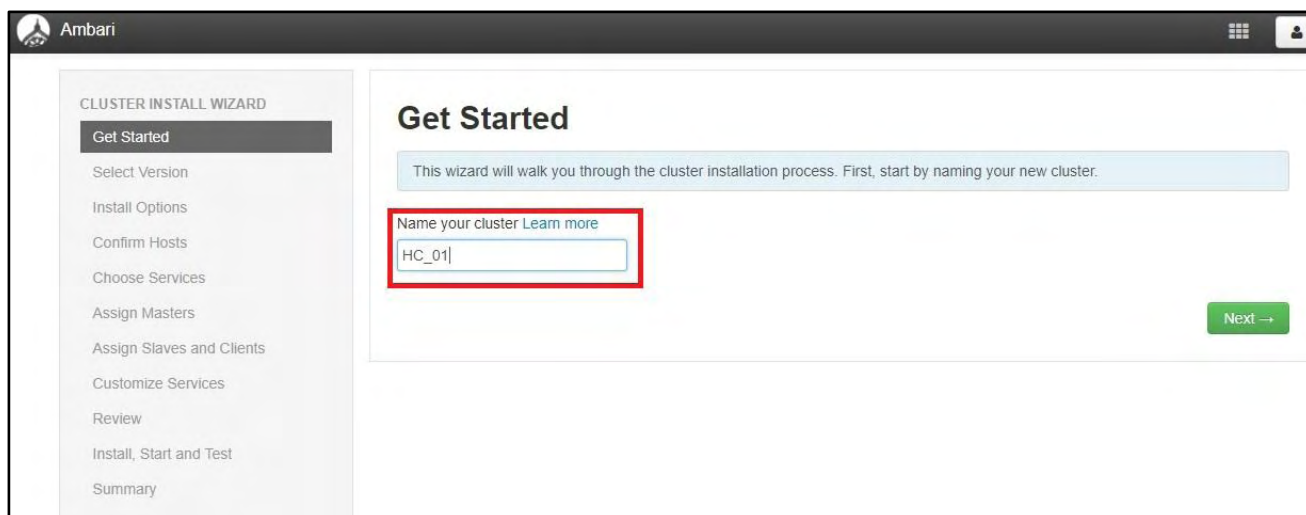 Ambari
CLUSTER INSTALL WIZARD
Get Started
Select Version
Install Options
Confirm Hosts
Choose Services
Assign Masters
Assign Slaves and Clients
Customize Services
Review
Install, Start and Test
Summary
Get Started
This wizard will walk you through the cluster installation process. First, start by naming your new cluster.
Name your cluster Learn more
HC_01
Next →